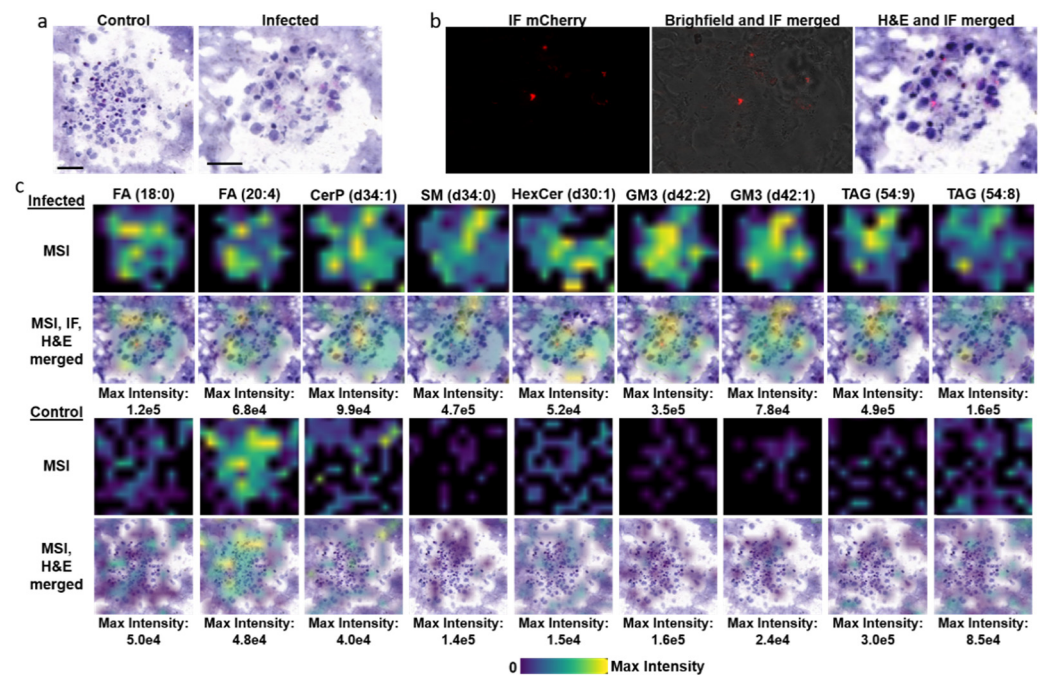 a
Control
Infected
b
IF mCherry
Brighfield and IF merged
H&E and IF merged
c
Infected
FA (18:0)
FA (20:4)
CerP (d34:1)
SM (d34:0)
HexCer (d30:1)
GM3 (d42:2)
GM3 (d42:1)
TAG (54:9)
TAG (54:8)
MSI
MSI, IF,
H&E
merged
Max Intensity:
1.2e5
Max Intensity:
6.8e4
Max Intensity:
9.9e4
Max Intensity:
4.7e5
Max Intensity:
5.2e4
Max Intensity:
3.5e5
Max Intensity:
7.8e4
Max Intensity:
4.9e5
Max Intensity:
1.6e5
Control
MSI
MSI,
H&E
merged
Max Intensity:
5.0e4
Max Intensity:
4.8e4
Max Intensity:
4.0e4
Max Intensity:
1.4e5
Max Intensity:
1.5e4
Max Intensity:
1.6e5
Max Intensity:
2.4e4
Max Intensity:
3.0e5
Max Intensity:
8.5e4
0
Max Intensity